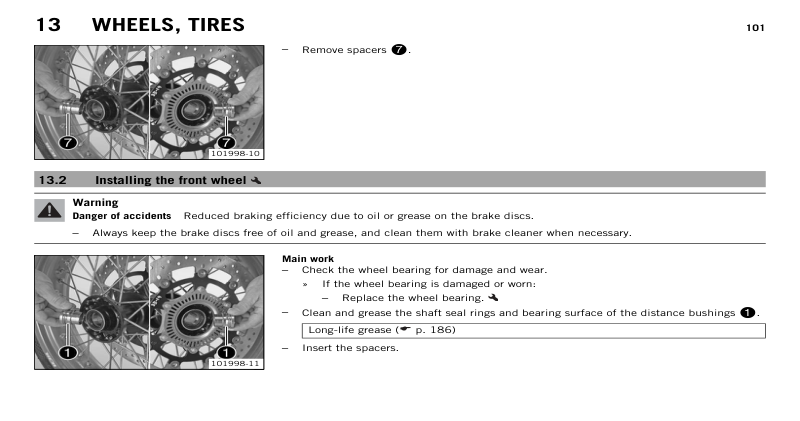 13 WHEELS, TIRES
101
– Remove spacers 7.
7 7
101998-10
13.2 Installing the front wheel
Warning
Danger of accidents Reduced braking efficiency due to oil or grease on the brake discs.
– Always keep the brake discs free of oil and grease, and clean them with brake cleaner when necessary.
Main work
– Check the wheel bearing for damage and wear.
» If the wheel bearing is damaged or worn:
– Replace the wheel bearing.
– Clean and grease the shaft seal rings and bearing surface of the distance bushings 1.
Long-life grease (☛ p. 186)
– Insert the spacers.
1 1
101998-11